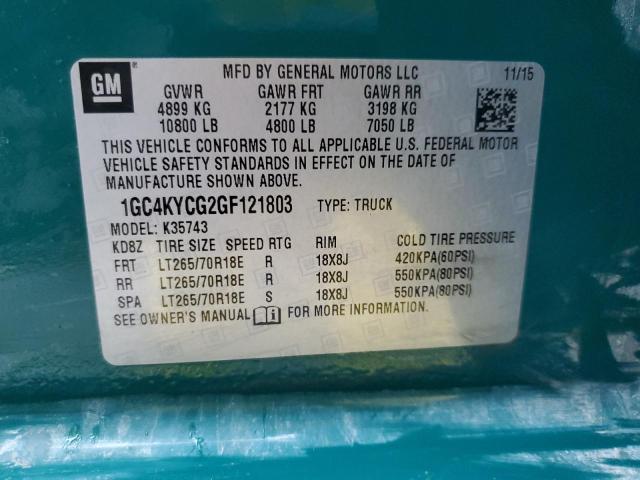 GM
MFD BY GENERAL MOTORS LLC 11/15
GVWR GAWR FRT GAWR RR
4899 KG 2177 KG 3198 KG
10800 LB 4800 LB 7050 LB
THIS VEHICLE CONFORMS TO ALL APPLICABLE U.S. FEDERAL MOTOR
VEHICLE SAFETY STANDARDS IN EFFECT ON THE DATE OF
MANUFACTURE SHOWN ABOVE.
1GC4KYCG2GF121803 TYPE: TRUCK
MODEL: K35743
KD8Z TIRE SIZE SPEED RTG RIM COLD TIRE PRESSURE
FRT LT265/70R18E R 18X8J 420KPA(60PSI)
RR LT265/70R18E R 18X8J 550KPA(80PSI)
SPA LT265/70R18E S 18X8J 550KPA(80PSI)
SEE OWNER'S MANUAL FOR MORE INFORMATION.